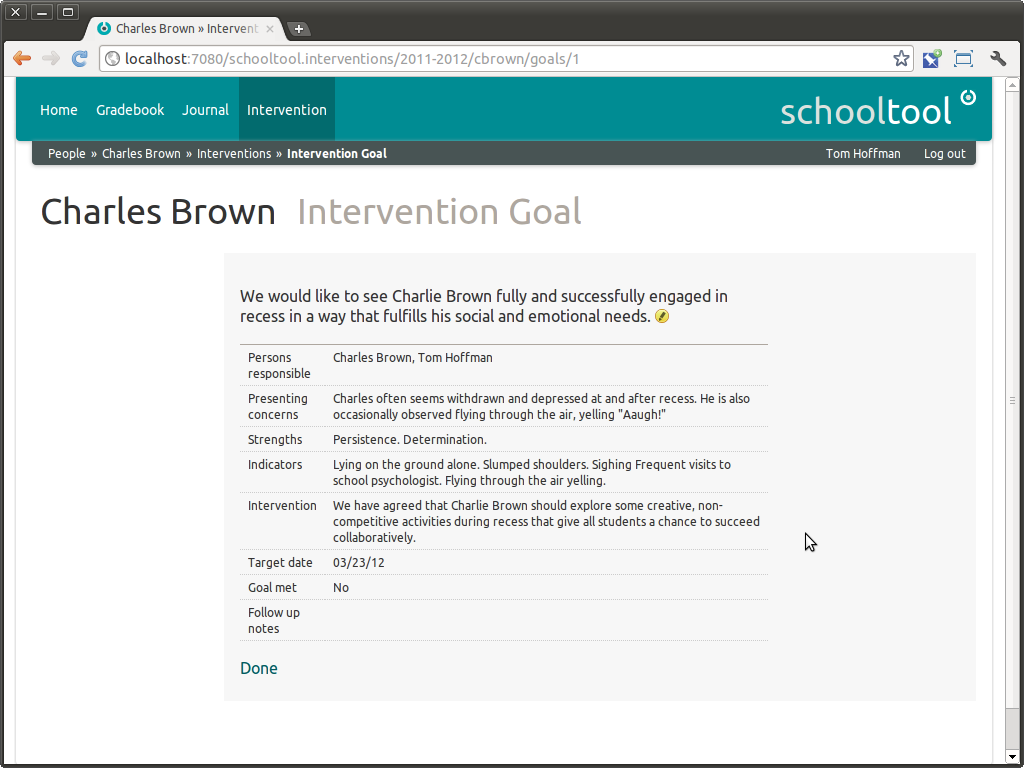 Charles Brown » Intervent
localhost:7080/schooltool.interventions/2011-2012/cbrown/goals/1
Home Gradebook Journal Intervention
schooltool
People » Charles Brown » Interventions » Intervention Goal
Tom Hoffman Log out
Charles Brown Intervention Goal
We would like to see Charlie Brown fully and successfully engaged in
recess in a way that fulfills his social and emotional needs.
Persons
responsible
Charles Brown, Tom Hoffman
Presenting
concerns
Charles often seems withdrawn and depressed at and after recess. He is also
occasionally observed flying through the air, yelling "Aaugh!"
Strengths
Persistence. Determination.
Indicators
Lying on the ground alone. Slumped shoulders. Sighing Frequent visits to
school psychologist. Flying through the air yelling.
Intervention
We have agreed that Charlie Brown should explore some creative, non-
competitive activities during recess that give all students a chance to succeed
collaboratively.
Target date
03/23/12
Goal met
No
Follow up
notes
Done